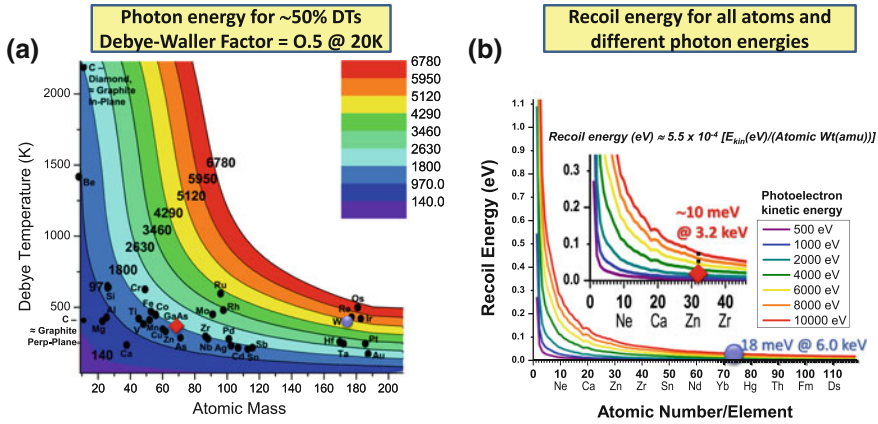 Photon energy for ~50% DTs
Debye-Waller Factor = O.5 @ 20K
Recoil energy for all atoms and
different photon energies
(a)
Debye Temperature (K)
2000
1500
1000
500
C –
Diamond,
≈ Graphite
In-Plane
Be
C
≈ Graphite
Perp-Plane
6780
5950
5120
4290
3460
2630
1800
97
140
6780
5950
5120
4290
3460
2630
1800
970.0
140.0
Si
Al
Mg
Ca
Cr
Ti
V
Fe
Co
Mn
Cu
Zn
GaAs
As
Ru
Mo
Rh
Zr
Nb
Pd
Ag
Cd
Sn
Sb
Os
Re
W
Ir
Hf
Ta
Pt
Au
20 40 60 80 100 120 140 160 180 200
Atomic Mass
(b)
Recoil Energy (eV)
1.1
1.0
0.9
0.8
0.7
0.6
0.5
0.4
0.3
0.2
0.1
0.0
Recoil energy (eV) ≈ 5.5 x 10⁻⁴ [Ekin(eV)/(Atomic Wt(amu))]
0.3
0.2
0.1
0.0
0 10 20 30 40
Ne Ca Zn Zr
~10 meV
@ 3.2 keV
Photoelectron
kinetic energy
500 eV
1000 eV
2000 eV
4000 eV
6000 eV
8000 eV
10000 eV
18 meV @ 6.0 keV
0 10 20 30 40 50 60 70 80 90 100 110
Ne Ca Zn Zr Sn Nd Yb Hg Th Fm Ds
Atomic Number/Element